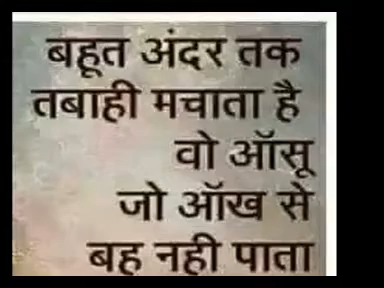 बहूत अंदर तक
तबाही मचाता है
वो ऑसू
जो ऑख से
बह नही पाता